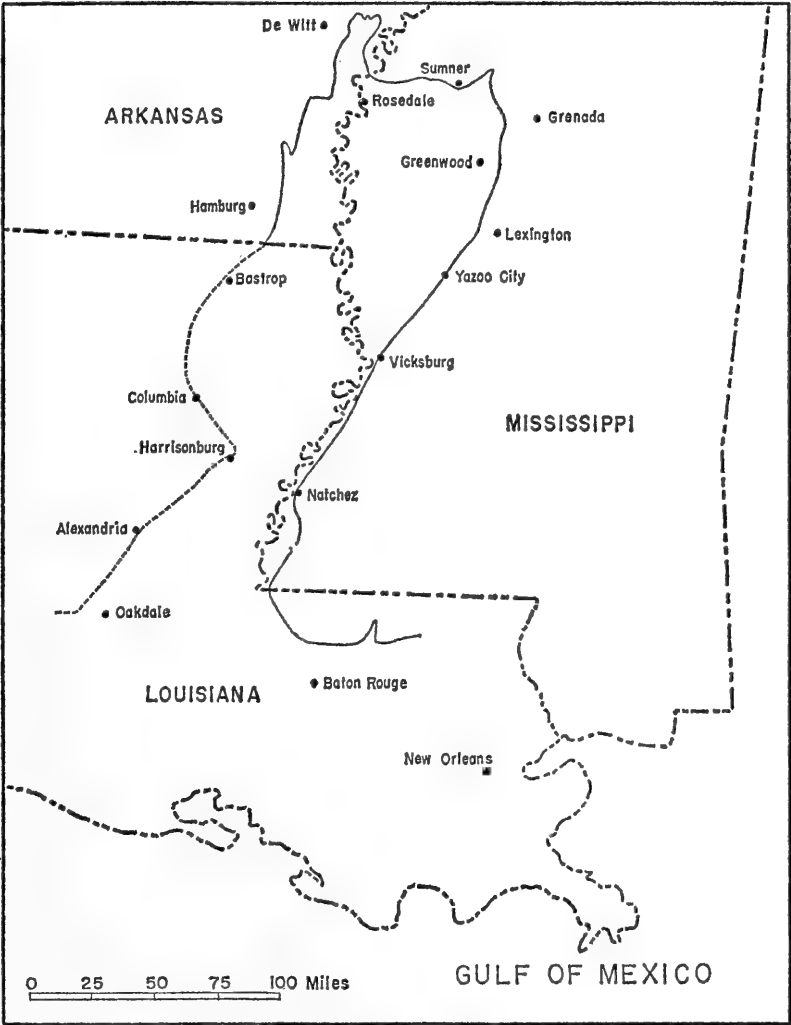 De Witt
Sumner
Rosedale
ARKANSAS
Grenada
Greenwood
Hamburg
Lexington
Bastrop
Yazoo City
Vicksburg
Columbia
MISSISSIPPI
Harrisonburg
Natchez
Alexandria
Oakdale
LOUISIANA
Baton Rouge
New Orleans
GULF OF MEXICO
0 25 50 75 100 Miles